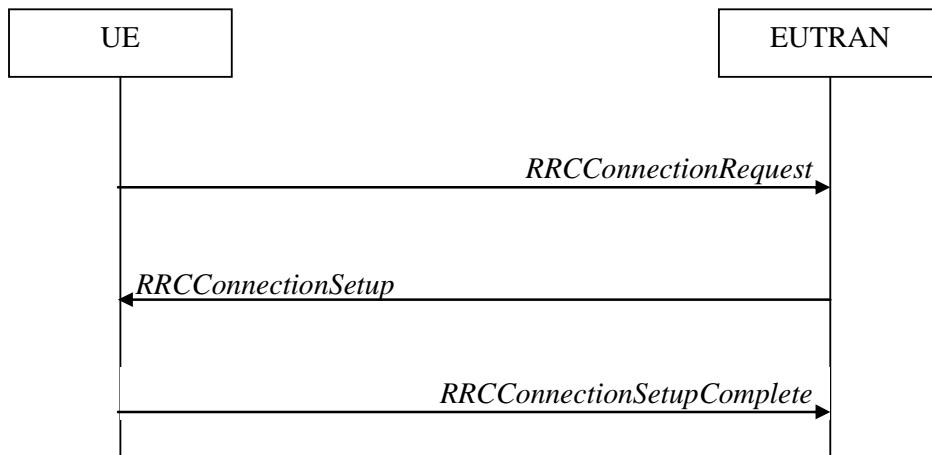 UE
EUTRAN
RRCConnectionRequest
RRCConnectionSetup
RRCConnectionSetupComplete